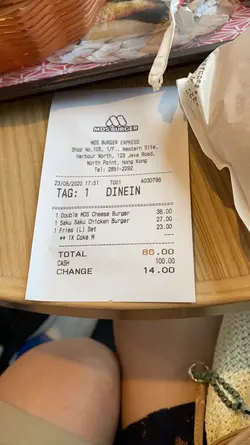 MOS BURGER
MOS BURGER EXPRESS
Shop No.105, 1/F., Western Site,
Harbour North, 123 Java Road,
North Point, Hong Kong
Tel: 2851-2282
23/05/2020 17:51 T001 A030798
TAG: 1 DINEIN
1 Double MOS Cheese Burger 36.00
1 Saku Saku Chicken Burger 27.00
1 Fries (L) Set 23.00
** 1X Coke M
TOTAL 86.00
CASH 100.00
CHANGE 14.00